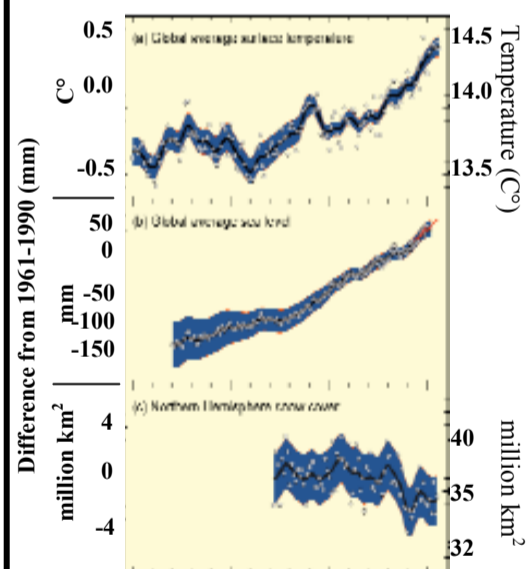 Difference from 1961-1990 (mm)
C°
0.5
0.0
-0.5
(a) Global average surface temperature
14.5
14.0
13.5
Temperature (C°)
mm
50
0
-50
-100
-150
(b) Global average sea level
million km²
4
0
-4
(c) Northern Hemisphere snow cover
40
35
32
million km²